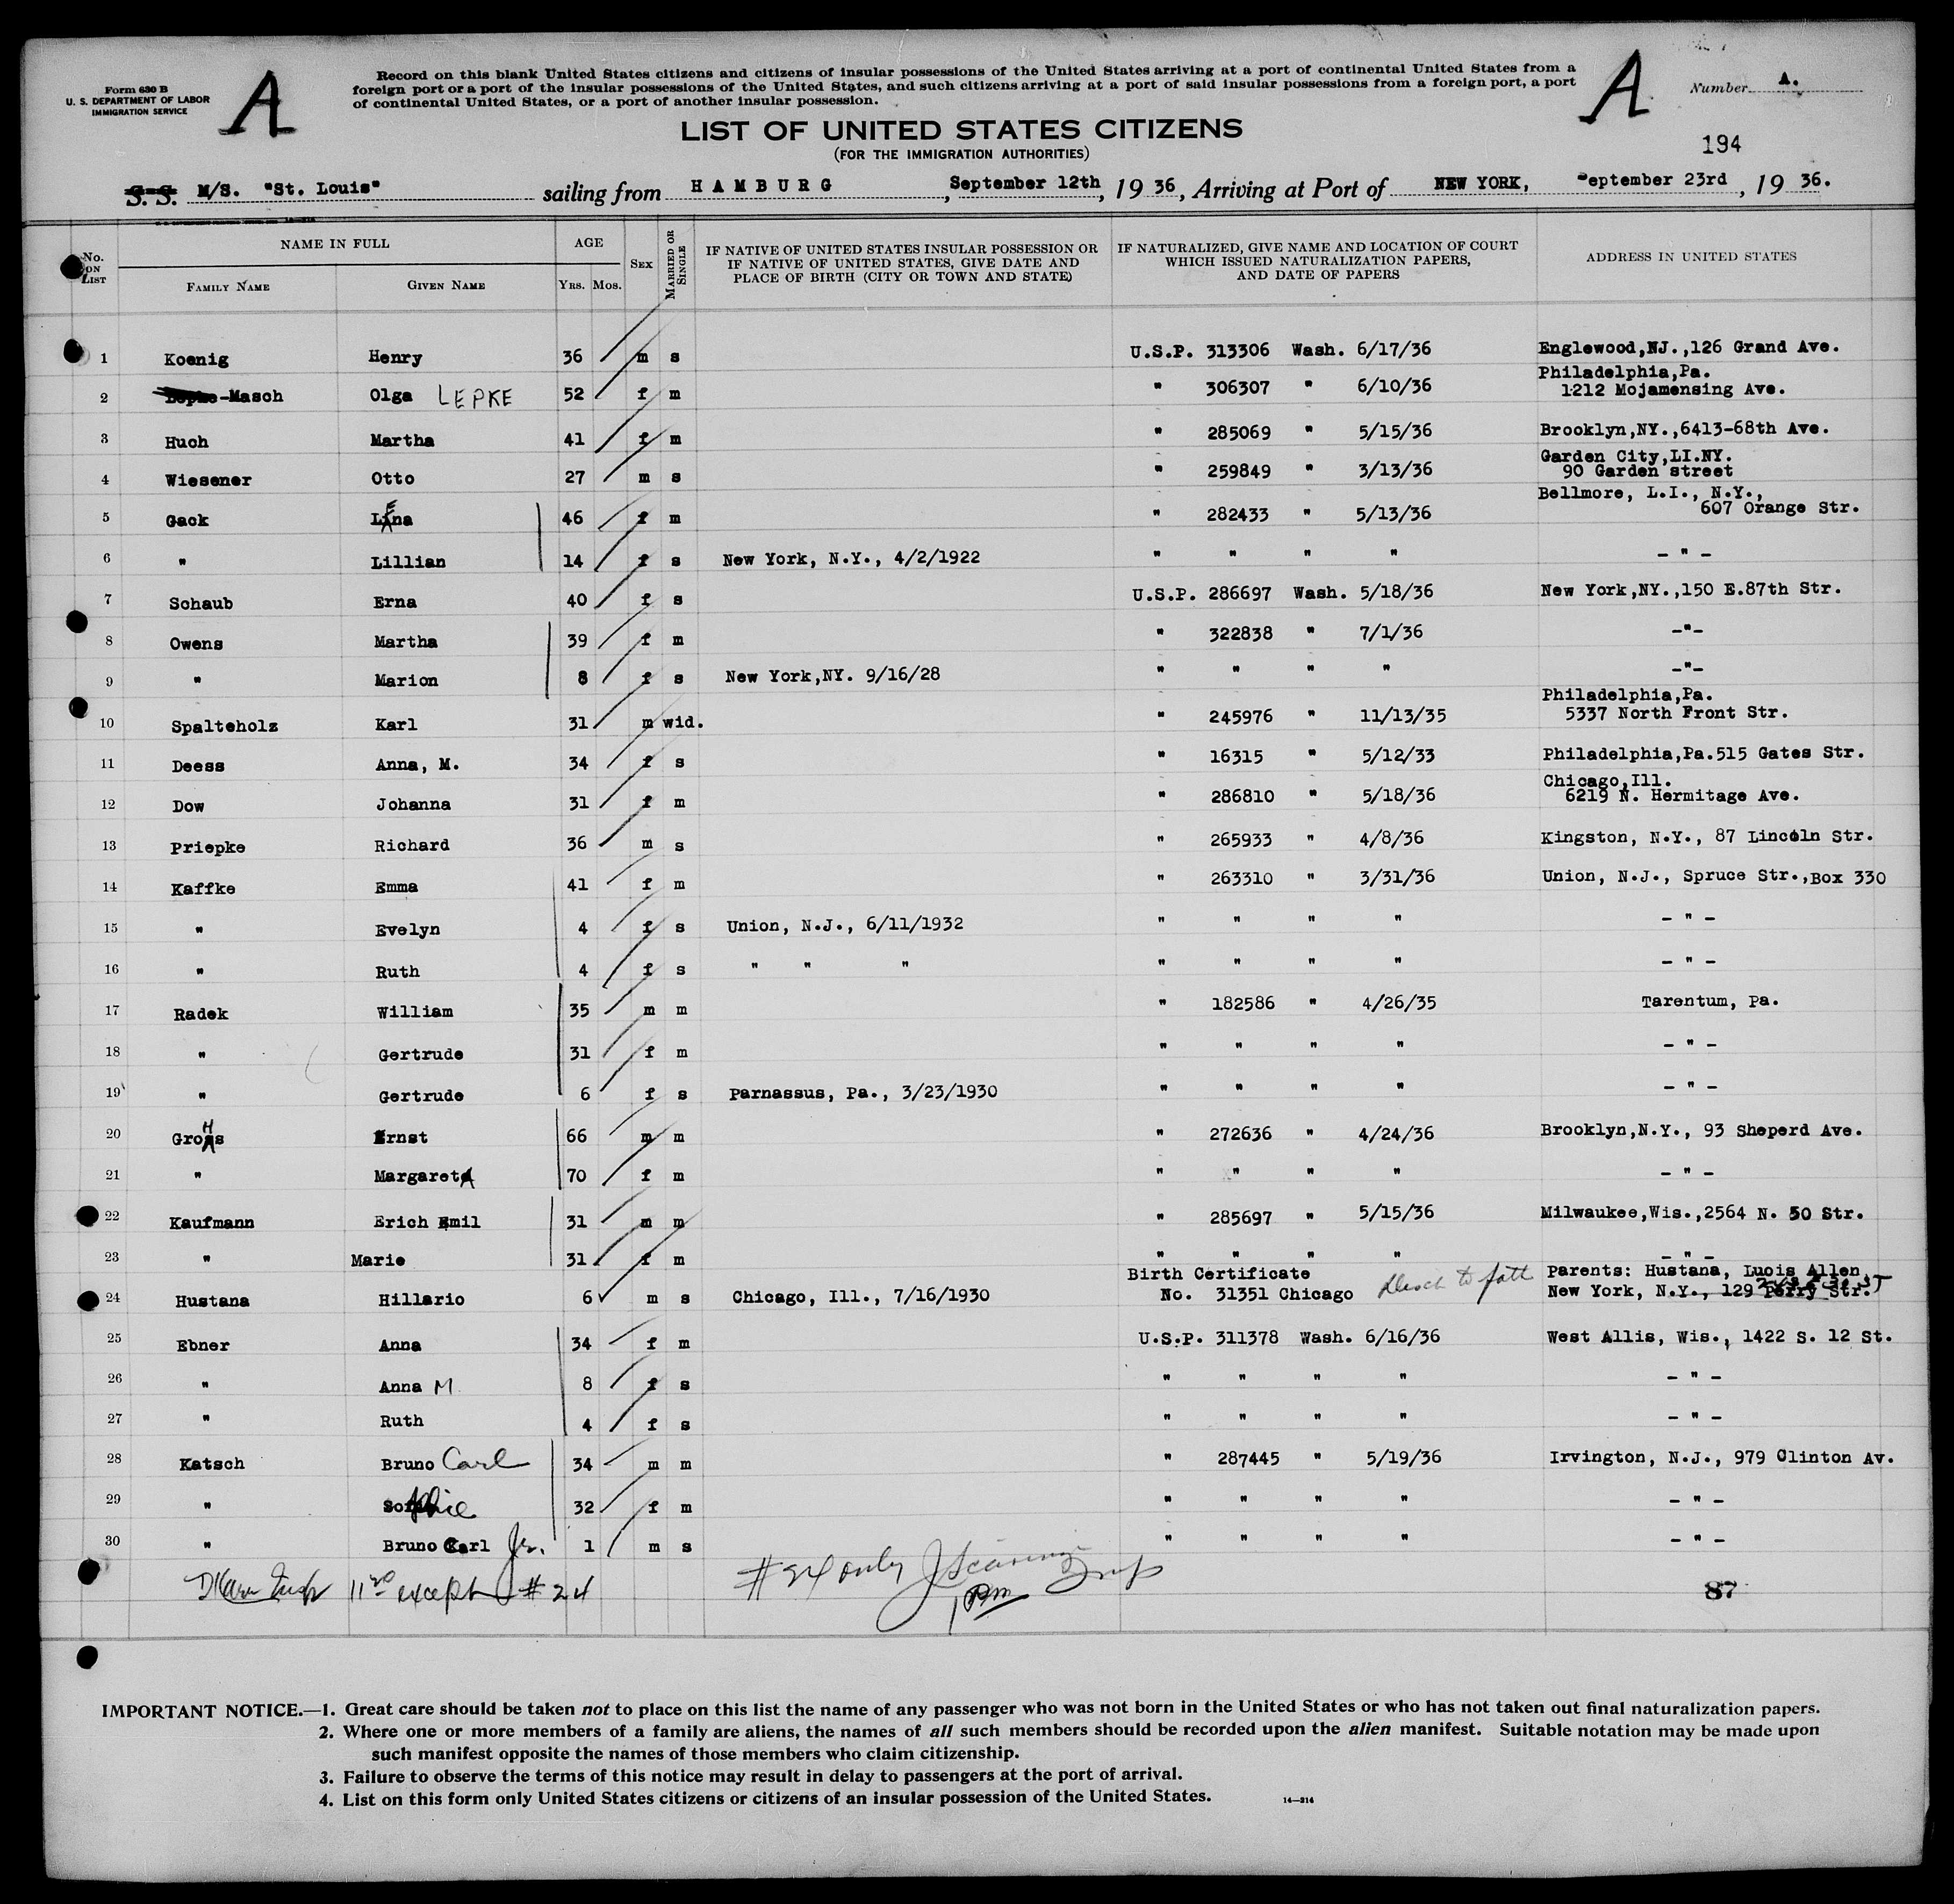 Form 630 B
U. S. DEPARTMENT OF LABOR
IMMIGRATION SERVICE
A
Record on this blank United States citizens and citizens of insular possessions of the United States arriving at a port of continental United States from a
foreign port or a port of the insular possessions of the United States, and such citizens arriving at a port of said insular possessions from a foreign port, a port
of continental United States, or a port of another insular possession.
A
Number A.
LIST OF UNITED STATES CITIZENS
(FOR THE IMMIGRATION AUTHORITIES)
194
S. S. M/S. "St. Louis" sailing from HAMBURG, September 12th, 19 36, Arriving at Port of NEW YORK, eptember 23rd, 19 36.
No. ON LIST NAME IN FULL AGE SEX MARRIED OR SINGLE IF NATIVE OF UNITED STATES INSULAR POSSESSION OR IF NATIVE OF UNITED STATES, GIVE DATE AND PLACE OF BIRTH (CITY OR TOWN AND STATE) IF NATURALIZED, GIVE NAME AND LOCATION OF COURT WHICH ISSUED NATURALIZATION PAPERS, AND DATE OF PAPERS ADDRESS IN UNITED STATES
FAMILY NAME GIVEN NAME YRS. MOS.
1 Koenig Henry 36 m s U.S.P. 313306 Wash. 6/17/36 Englewood,NJ.,126 Grand Ave.
2 -Masch Olga LEPKE 52 f m " 306307 " 6/10/36 Philadelphia,Pa. 1212 Mojamensing Ave.
3 Huch Martha 41 f m " 285069 " 5/15/36 Brooklyn,NY.,6413-68th Ave.
4 Wiesener Otto 27 m s " 259849 " 3/13/36 Garden City,LI.NY. 90 Garden street
5 Gack LEna 46 f m " 282433 " 5/13/36 Bellmore, L.I., N.Y., 607 Orange Str.
6 " Lillian 14 f s New York, N.Y., 4/2/1922 " " " " - " -
7 Schaub Erna 40 f s U.S.P. 286697 Wash. 5/18/36 New York,NY.,150 E.87th Str.
8 Owens Martha 39 f m " 322838 " 7/1/36 -"-
9 " Marion 8 f s New York,NY. 9/16/28 " " " " -"-
10 Spalteholz Karl 31 m wid. " 245976 " 11/13/35 Philadelphia,Pa. 5337 North Front Str.
11 Deess Anna, M. 34 f s " 16315 " 5/12/33 Philadelphia,Pa.515 Gates Str.
12 Dow Johanna 31 f m " 286810 " 5/18/36 Chicago,Ill. 6219 N. Hermitage Ave.
13 Priepke Richard 36 m s " 265933 " 4/8/36 Kingston, N.Y., 87 Lincoln Str.
14 Kaffke Emma 41 f m " 263310 " 3/31/36 Union, N.J., Spruce Str.,Box 330
15 " Evelyn 4 f s Union, N.J., 6/11/1932 " " " " - " -
16 " Ruth 4 f s " " " " " " " - " -
17 Radek William 35 m m " 182586 " 4/26/35 Tarentum, Pa.
18 " Gertrude 31 f m " " " " - " -
19 " Gertrude 6 f s Parnassus, Pa., 3/23/1930 " " " " - " -
20 GroHs Ernst 66 m m " 272636 " 4/24/36 Brooklyn,N.Y., 93 Sheperd Ave.
21 " MargaretA 70 f m " " " " - " -
22 Kaufmann Erich Emil 31 m m " 285697 " 5/15/36 Milwaukee,Wis.,2564 N. 50 Str.
23 " Marie 31 f m " " " " - " -
24 Hustana Hillario 6 m s Chicago, Ill., 7/16/1930 Birth Certificate No. 31351 Chicago Parents: Hustana, Lucis Allen New York, N.Y., 129 Perry Str.
25 Ebner Anna 34 f m U.S.P. 311378 Wash. 6/16/36 West Allis, Wis., 1422 S. 12 St.
26 " Anna M 8 f s " " " " - " -
27 " Ruth 4 f s " " " " - " -
28 Katsch Bruno Carl 34 m m " 287445 " 5/19/36 Irvington, N.J., 979 Clinton Av.
29 " Sophie 32 f m " " " " - " -
30 " Bruno Carl Jr. 1 m s " " " " - " -
except #24
#24 only
87
IMPORTANT NOTICE.—1. Great care should be taken not to place on this list the name of any passenger who was not born in the United States or who has not taken out final naturalization papers.
2. Where one or more members of a family are aliens, the names of all such members should be recorded upon the alien manifest. Suitable notation may be made upon
such manifest opposite the names of those members who claim citizenship.
3. Failure to observe the terms of this notice may result in delay to passengers at the port of arrival.
4. List on this form only United States citizens or citizens of an insular possession of the United States.
14—214